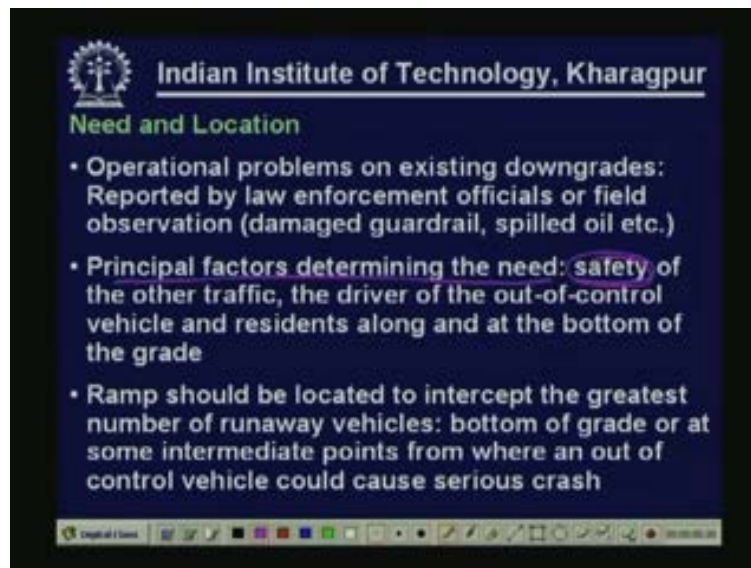 Indian Institute of Technology, Kharagpur
Need and Location
• Operational problems on existing downgrades:
Reported by law enforcement officials or field
observation (damaged guardrail, spilled oil etc.)
• Principal factors determining the need: safety of
the other traffic, the driver of the out-of-control
vehicle and residents along and at the bottom of
the grade
• Ramp should be located to intercept the greatest
number of runaway vehicles: bottom of grade or at
some intermediate points from where an out of
control vehicle could cause serious crash